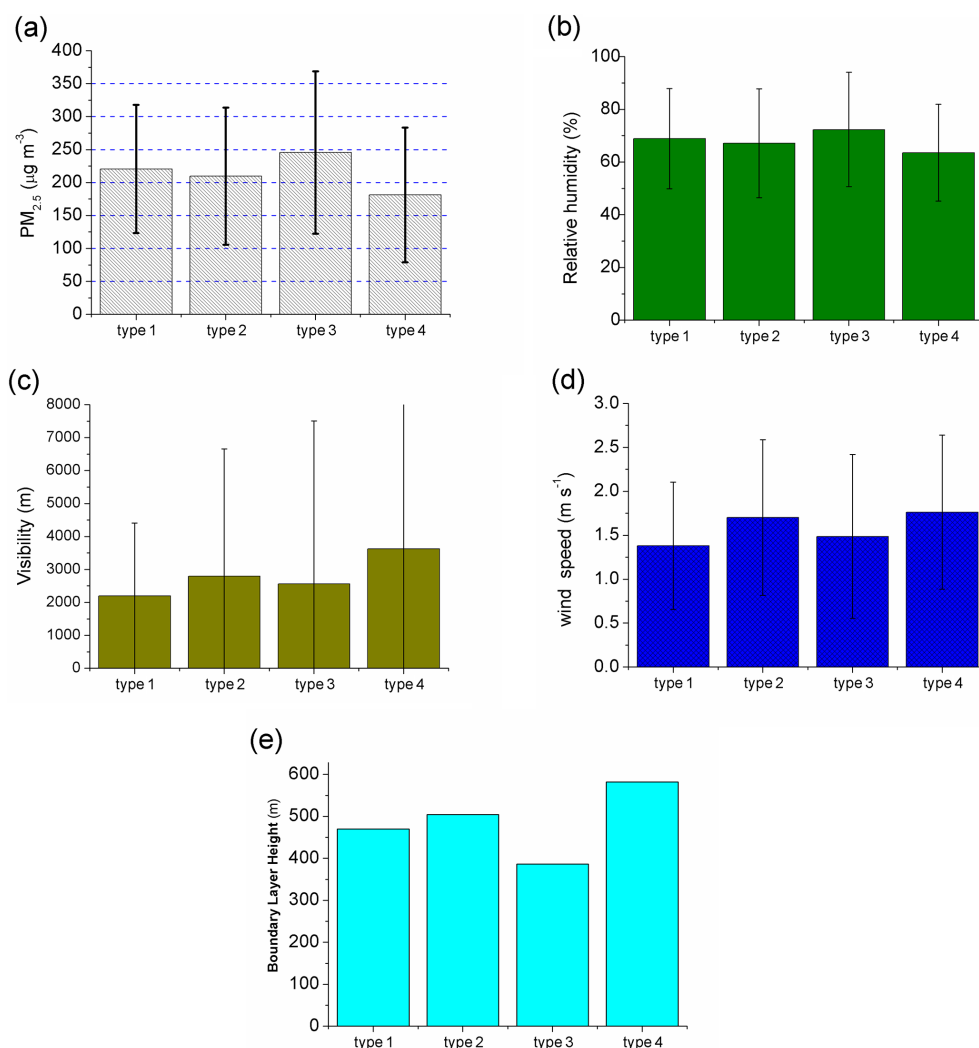 (a)
PM2.5 (μg m-3)
400
350
300
250
200
150
100
50
0
type 1 type 2 type 3 type 4
(b)
Relative humidity (%)
100
80
60
40
20
0
type 1 type 2 type 3 type 4
(c)
Visibility (m)
8000
7000
6000
5000
4000
3000
2000
1000
0
type 1 type 2 type 3 type 4
(d)
wind speed (m s-1)
3.0
2.5
2.0
1.5
1.0
0.5
0.0
type 1 type 2 type 3 type 4
(e)
Boundary Layer Height (m)
600
500
400
300
200
100
0
type 1 type 2 type 3 type 4